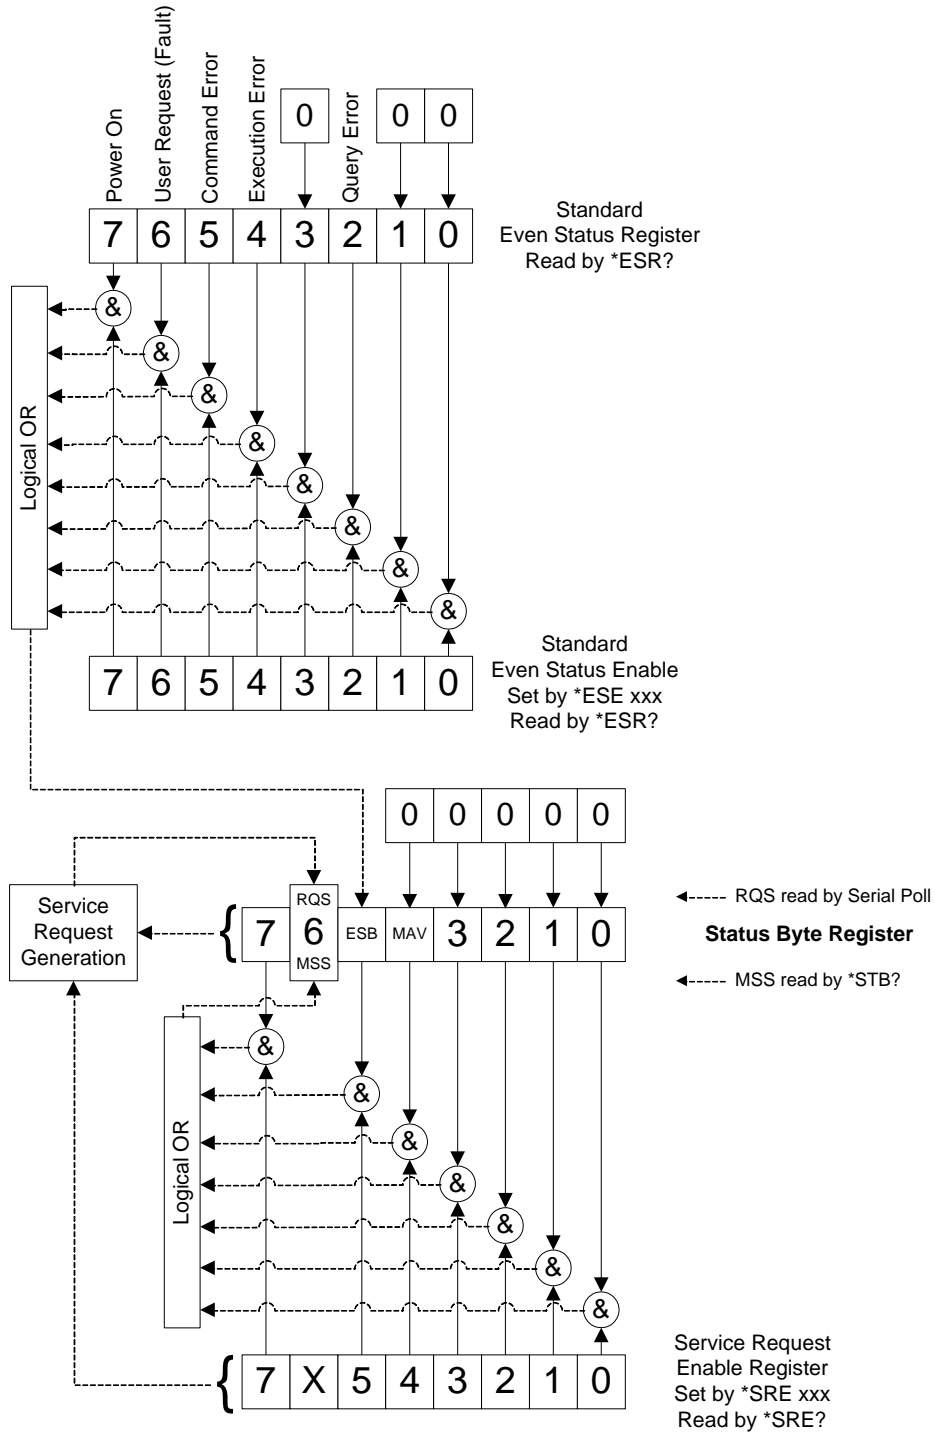 Power On
User Request (Fault)
Command Error
Execution Error
0
Query Error
0 0
7 6 5 4 3 2 1 0
Standard
Even Status Register
Read by *ESR?
Logical OR
&
&
&
&
&
&
&
&
7 6 5 4 3 2 1 0
Standard
Even Status Enable
Set by *ESE xxx
Read by *ESR?
0 0 0 0 0
Service
Request
Generation
{
RQS
7 6 ESB MAV 3 2 1 0
MSS
RQS read by Serial Poll
Status Byte Register
MSS read by *STB?
Logical OR
&
&
&
&
&
&
&
{
7 X 5 4 3 2 1 0
Service Request
Enable Register
Set by *SRE xxx
Read by *SRE?